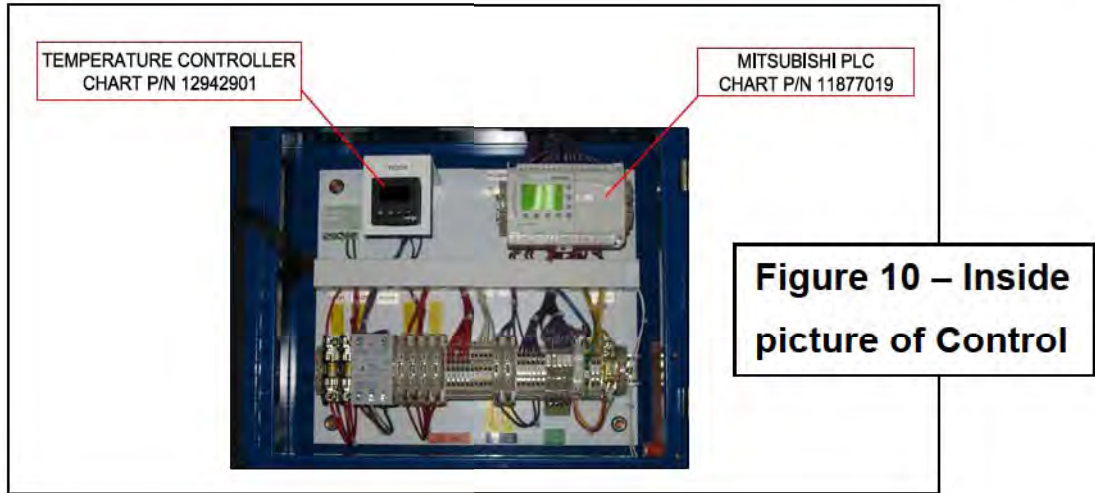 TEMPERATURE CONTROLLER
CHART P/N 12942901
MITSUBISHI PLC
CHART P/N 11877019
Figure 10 – Inside
picture of Control